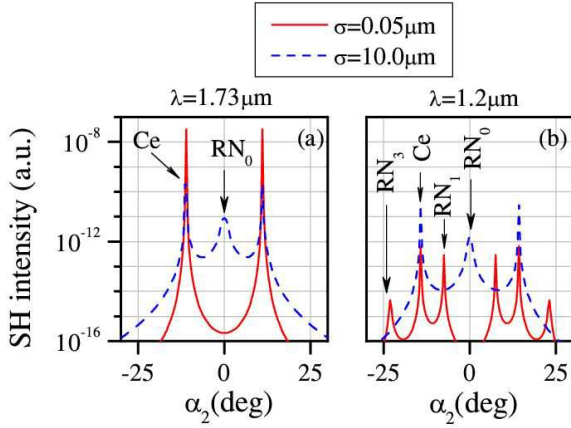 σ=0.05μm
σ=10.0μm
λ=1.73μm
λ=1.2μm
SH intensity (a.u.)
10⁻⁸
10⁻¹²
10⁻¹⁶
(a)
Ce
RN₀
(b)
RN₃
Ce
RN₁
RN₀
-25 0 25
-25 0 25
α₂(deg)
α₂(deg)